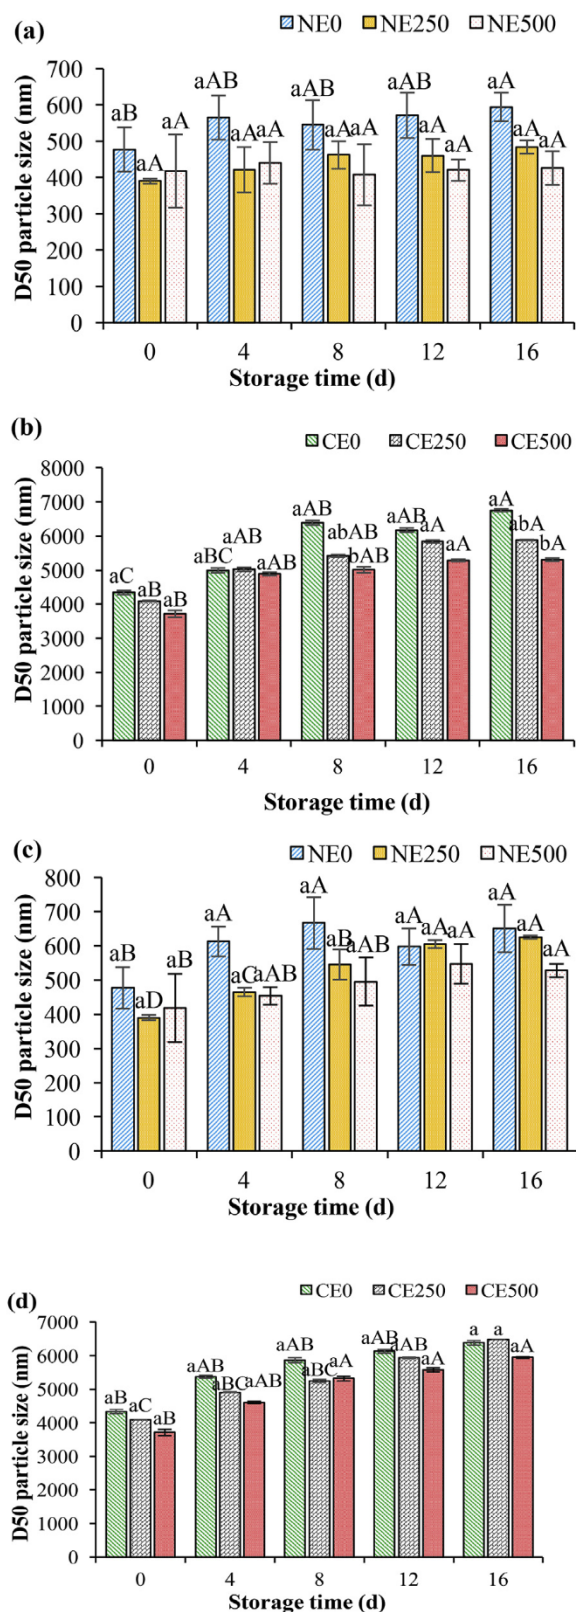 (a)
NE0 NE250 NE500
D50 particle size (nm)
700
600
500
400
300
200
100
0
aB aA aA aAB aA aA aAB aA aA aAB aA aA aA aA aA
0 4 8 12 16
Storage time (d)
(b)
CE0 CE250 CE500
D50 particle size (nm)
8000
7000
6000
5000
4000
3000
2000
1000
0
aC aB aB aBC aAB aAB aAB abAB bAB aAB aA aA aA abA bA
0 4 8 12 16
Storage time (d)
(c)
NE0 NE250 NE500
D50 particle size (nm)
800
700
600
500
400
300
200
100
0
aB aD aB aA aC aAB aA aB aAB aA aA aA aA aA aA
0 4 8 12 16
Storage time (d)
(d)
CE0 CE250 CE500
D50 particle size (nm)
7000
6000
5000
4000
3000
2000
1000
0
aB aC aB aAB aBC aAB aAB aBC aA aAB aAB aA a a aA
0 4 8 12 16
Storage time (d)